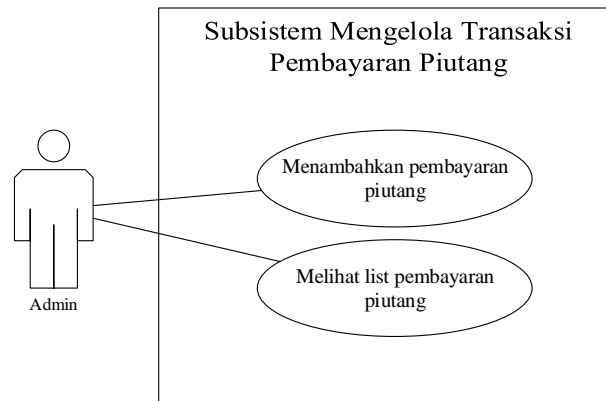 Subsistem Mengelola Transaksi
Pembayaran Piutang
Menambahkan pembayaran
piutang
Melihat list pembayaran
piutang
Admin